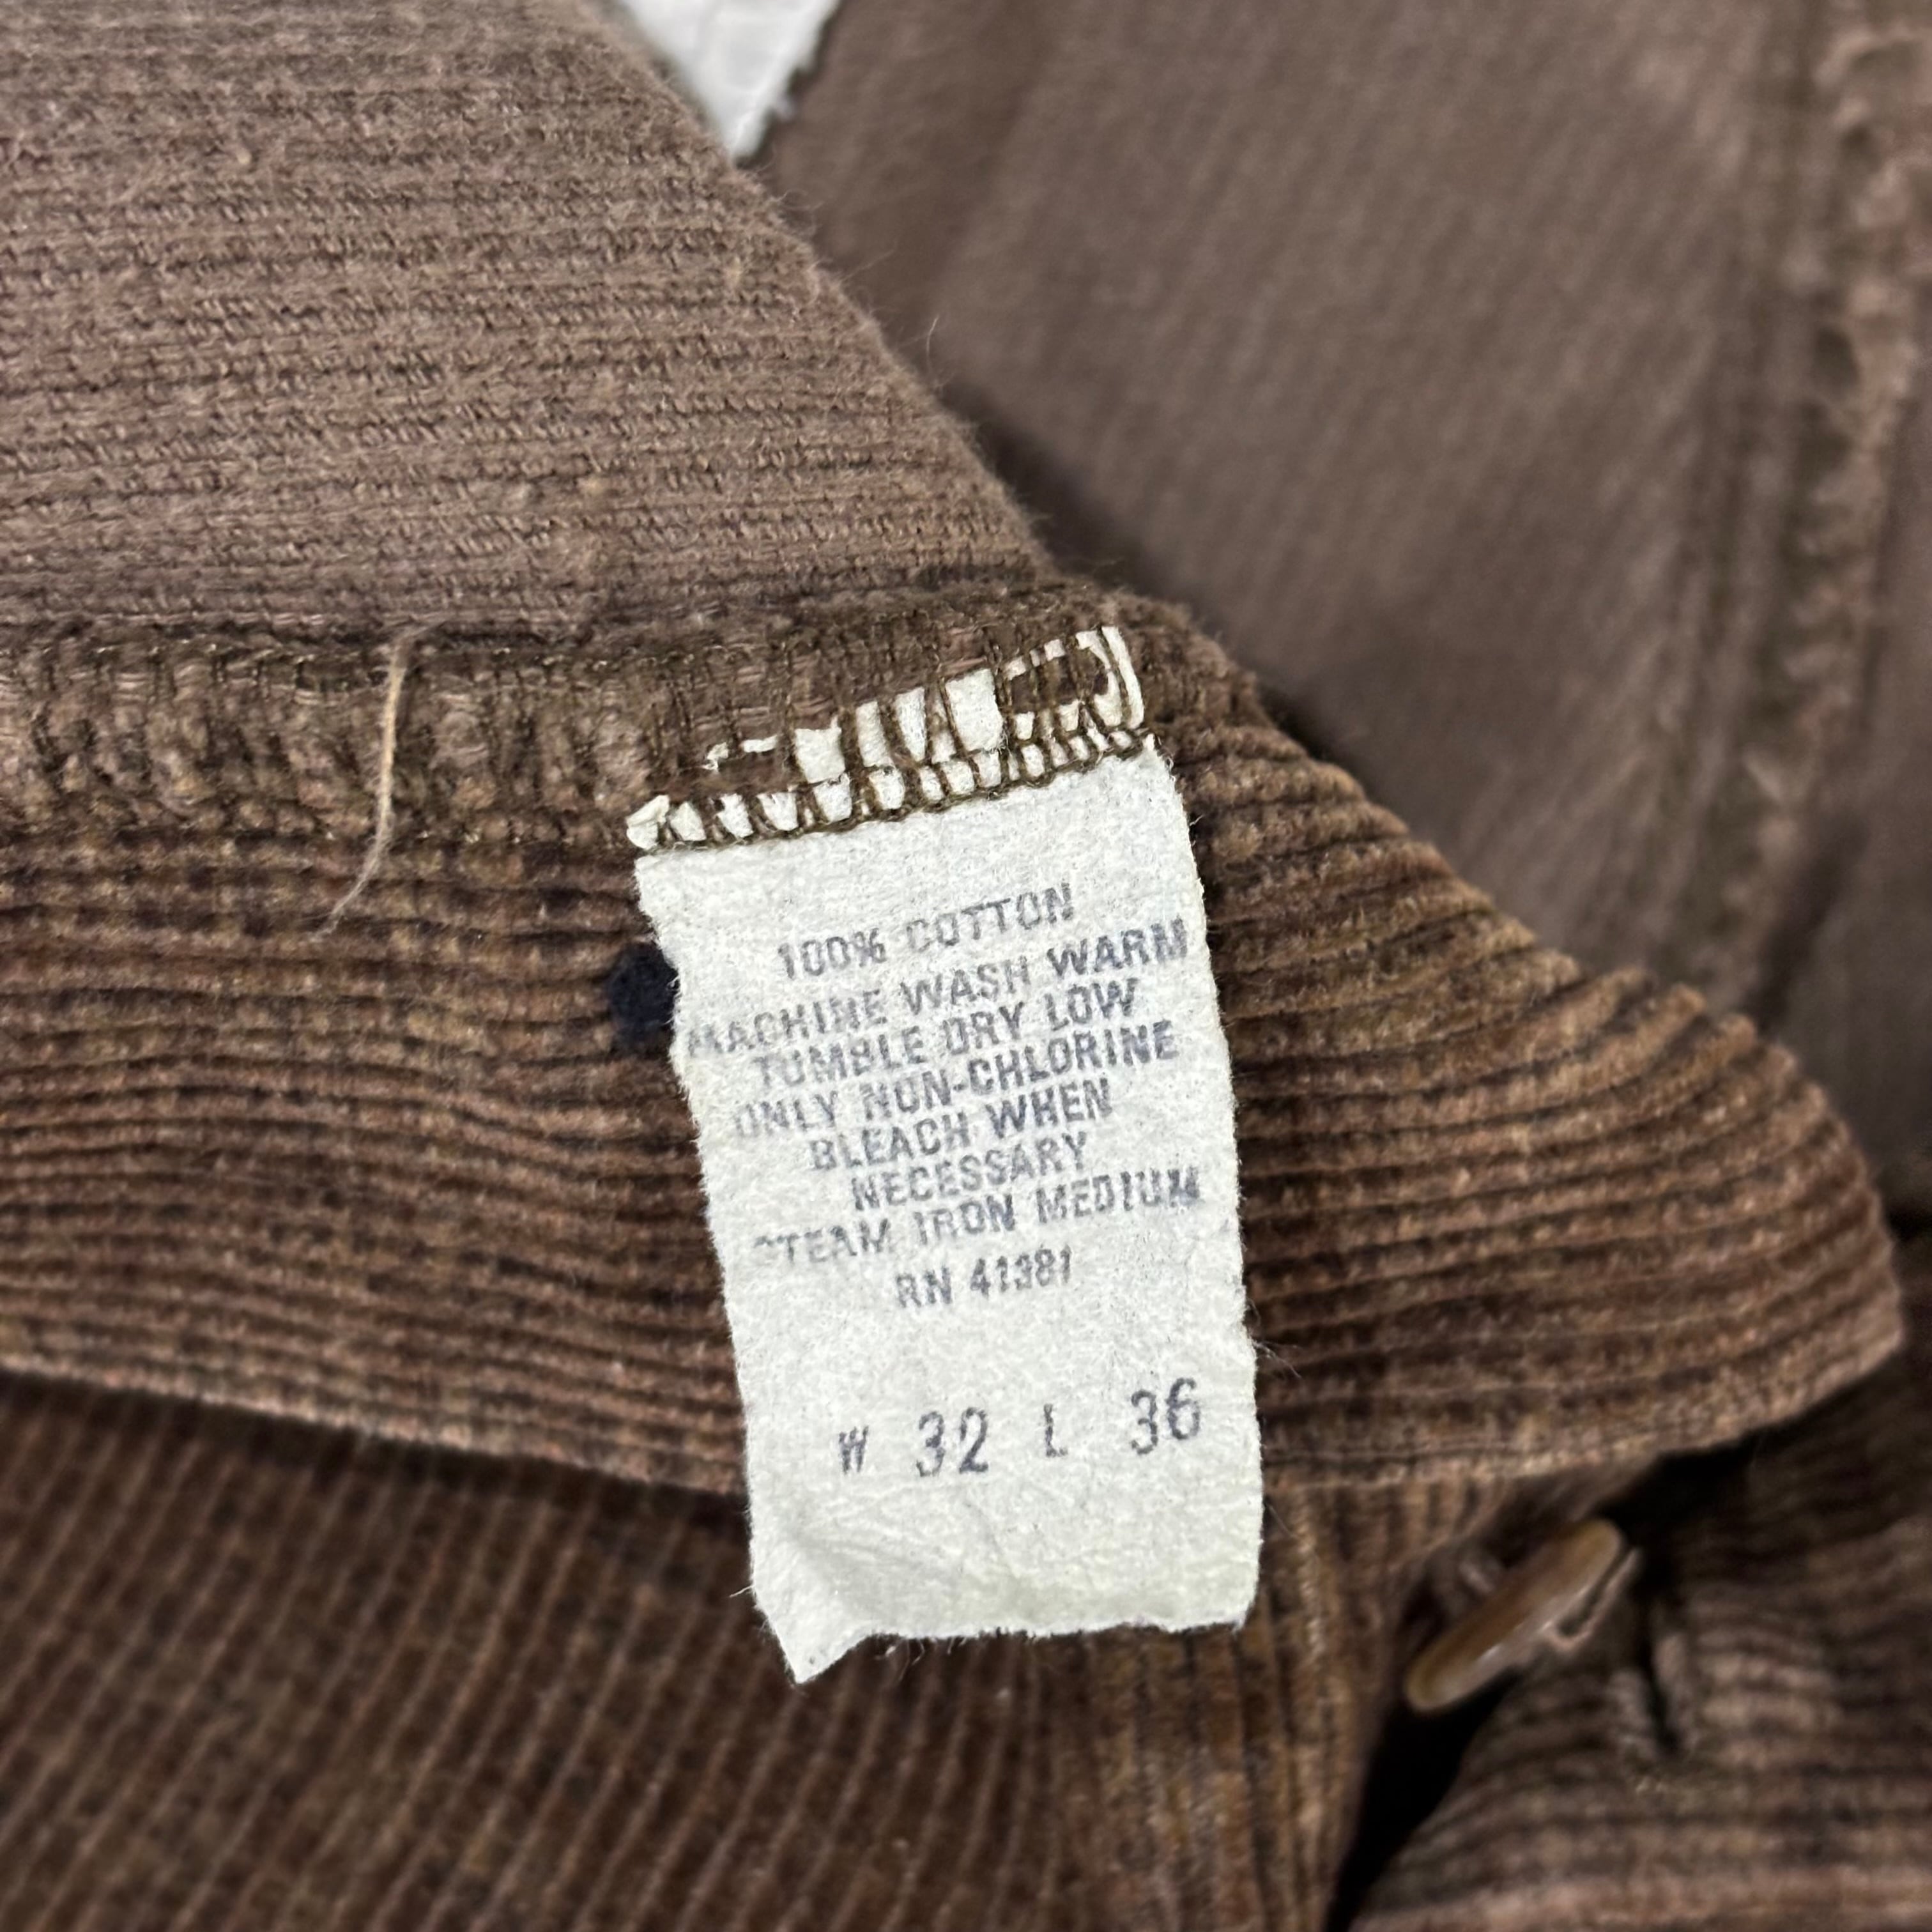 100% COTTON
MACHINE WASH WARM
TUMBLE DRY LOW
ONLY NON-CHLORINE
BLEACH WHEN
NECESSARY
STEAM IRON MEDIUM
RN 41381
W 32 L 36